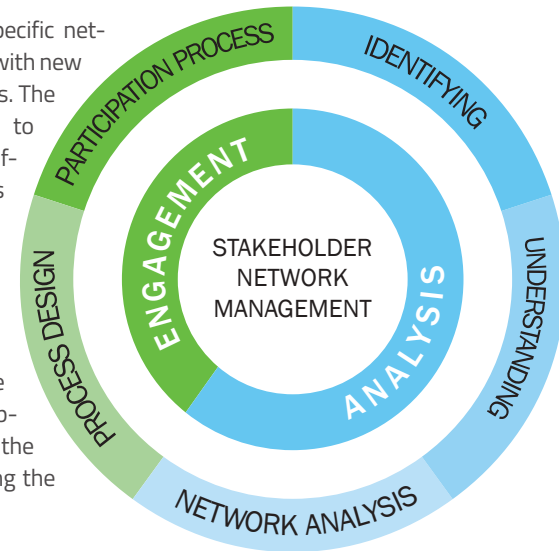 ecific net-
with new
s. The
to
f-
s
e
p-
the
ng the
PARTICIPATION PROCESS
IDENTIFYING
UNDERSTANDING
NETWORK ANALYSIS
PROCESS DESIGN
ENGAGEMENT
ANALYSIS
STAKEHOLDER
NETWORK
MANAGEMENT